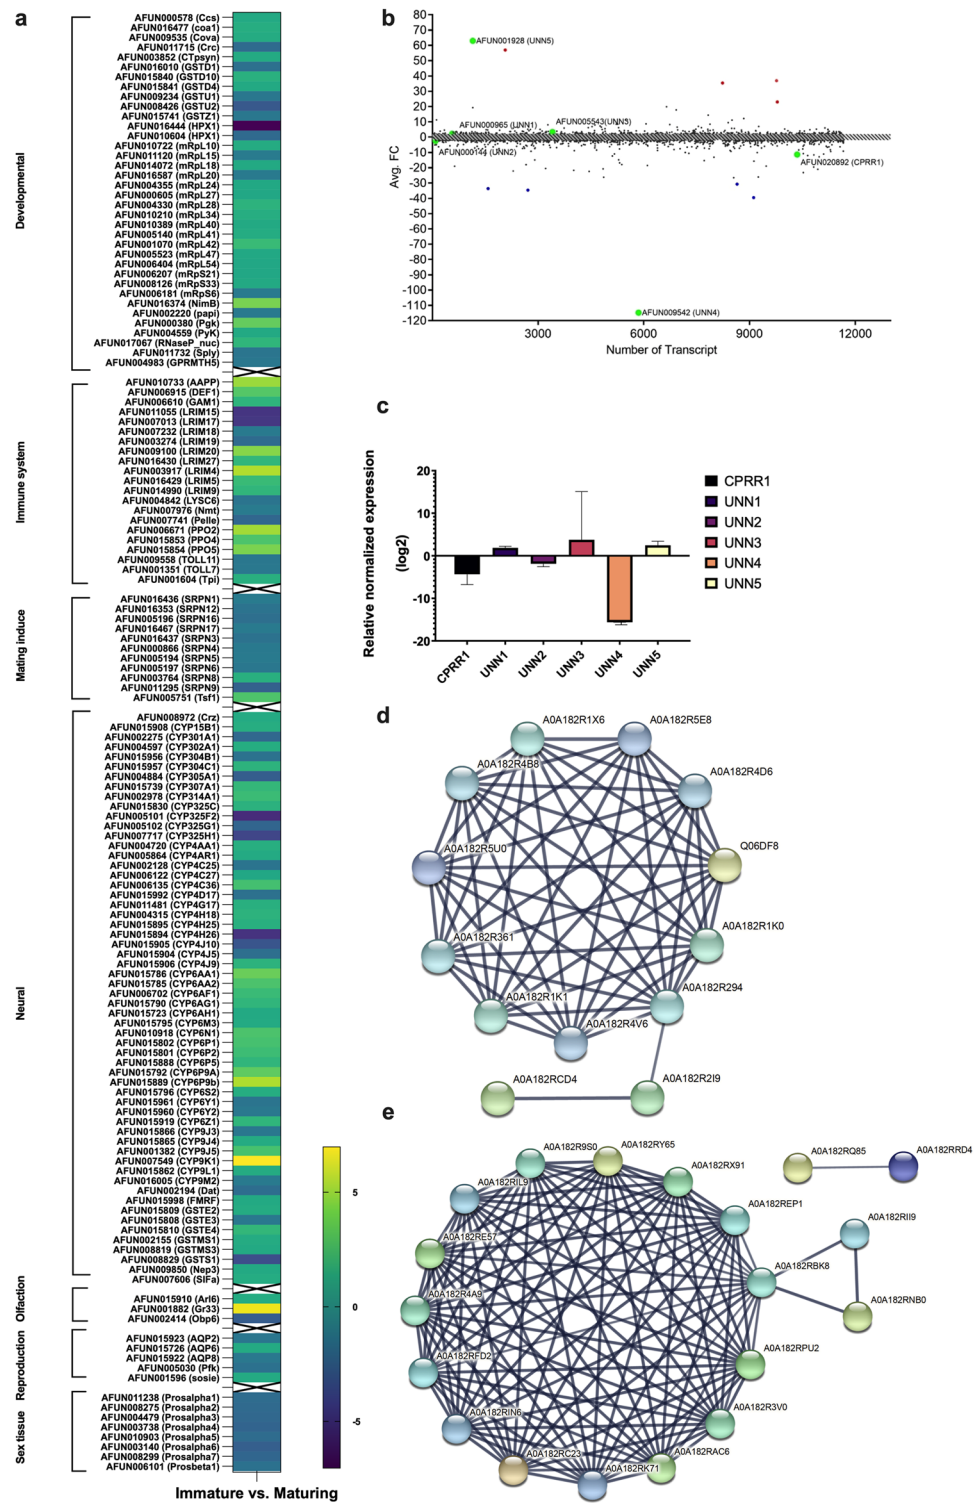 a
Developmental
AFUN000578 (Ccs)
AFUN016477 (coa1)
AFUN009535 (Cova)
AFUN011715 (Crc)
AFUN003852 (CTpsyn)
AFUN016010 (GSTD1)
AFUN015840 (GSTD10)
AFUN015841 (GSTD4)
AFUN009234 (GSTU1)
AFUN008426 (GSTU2)
AFUN015741 (GSTZ1)
AFUN016444 (HPX1)
AFUN010604 (HPX1)
AFUN010722 (mRpL10)
AFUN011120 (mRpL15)
AFUN014072 (mRpL18)
AFUN016587 (mRpL20)
AFUN004355 (mRpL24)
AFUN000605 (mRpL27)
AFUN004330 (mRpL28)
AFUN010210 (mRpL34)
AFUN010389 (mRpL40)
AFUN005140 (mRpL41)
AFUN001070 (mRpL42)
AFUN005523 (mRpL47)
AFUN006404 (mRpL54)
AFUN006207 (mRpS21)
AFUN008126 (mRpS33)
AFUN006181 (mRpS6)
AFUN016374 (NimB)
AFUN002220 (papi)
AFUN000380 (Pgk)
AFUN004559 (PyK)
AFUN017067 (RNaseP_nuc)
AFUN011732 (Sply)
AFUN004983 (GPRMTH5)
Immune system
AFUN010733 (AAPP)
AFUN006915 (DEF1)
AFUN006610 (GAM1)
AFUN011055 (LRIM15)
AFUN007013 (LRIM17)
AFUN007232 (LRIM18)
AFUN003274 (LRIM19)
AFUN009100 (LRIM20)
AFUN016430 (LRIM27)
AFUN003917 (LRIM4)
AFUN016429 (LRIM5)
AFUN014990 (LRIM9)
AFUN004842 (LYSC6)
AFUN007976 (Nmt)
AFUN007741 (Pelle)
AFUN006671 (PPO2)
AFUN015853 (PPO4)
AFUN015854 (PPO5)
AFUN009558 (TOLL11)
AFUN001351 (TOLL7)
AFUN001604 (Tpi)
Mating induce
AFUN016436 (SRPN1)
AFUN016353 (SRPN12)
AFUN005196 (SRPN16)
AFUN016467 (SRPN17)
AFUN016437 (SRPN3)
AFUN000866 (SRPN4)
AFUN005194 (SRPN5)
AFUN005197 (SRPN6)
AFUN003764 (SRPN8)
AFUN011295 (SRPN9)
AFUN005751 (Tsf1)
Neural
AFUN008972 (Crz)
AFUN015908 (CYP15B1)
AFUN002275 (CYP301A1)
AFUN004597 (CYP302A1)
AFUN015956 (CYP304B1)
AFUN015957 (CYP304C1)
AFUN004884 (CYP305A1)
AFUN015739 (CYP307A1)
AFUN002978 (CYP314A1)
AFUN015830 (CYP325C)
AFUN005101 (CYP325F2)
AFUN005102 (CYP325G1)
AFUN007717 (CYP325H1)
AFUN004720 (CYP4AA1)
AFUN005864 (CYP4AR1)
AFUN002128 (CYP4C25)
AFUN006122 (CYP4C27)
AFUN006135 (CYP4C36)
AFUN015992 (CYP4D17)
AFUN011481 (CYP4G17)
AFUN004315 (CYP4H18)
AFUN015895 (CYP4H25)
AFUN015894 (CYP4H26)
AFUN015905 (CYP4J10)
AFUN015904 (CYP4J5)
AFUN015906 (CYP4J9)
AFUN015786 (CYP6AA1)
AFUN015785 (CYP6AA2)
AFUN006702 (CYP6AF1)
AFUN015790 (CYP6AG1)
AFUN015723 (CYP6AH1)
AFUN015795 (CYP6M3)
AFUN010918 (CYP6N1)
AFUN015802 (CYP6P1)
AFUN015801 (CYP6P2)
AFUN015888 (CYP6P5)
AFUN015792 (CYP6P9A)
AFUN015889 (CYP6P9b)
AFUN015796 (CYP6S2)
AFUN015961 (CYP6Y1)
AFUN015960 (CYP6Y2)
AFUN015919 (CYP6Z1)
AFUN015866 (CYP9J3)
AFUN015865 (CYP9J4)
AFUN001382 (CYP9J5)
AFUN007549 (CYP9K1)
AFUN015862 (CYP9L1)
AFUN016005 (CYP9M2)
AFUN002194 (Dat)
AFUN015998 (FMRF)
AFUN015809 (GSTE2)
AFUN015808 (GSTE3)
AFUN015810 (GSTE4)
AFUN002155 (GSTMS1)
AFUN008819 (GSTMS3)
AFUN008829 (GSTS1)
AFUN009850 (Nep3)
AFUN007606 (SIFa)
Olfaction
AFUN015910 (Arl6)
AFUN001882 (Gr33)
AFUN002414 (Obp6)
Reproduction
AFUN015923 (AQP2)
AFUN015726 (AQP6)
AFUN015922 (AQP8)
AFUN005030 (Pfk)
AFUN001596 (sosie)
Sex tissue
AFUN011238 (Prosalpha1)
AFUN008275 (Prosalpha2)
AFUN004479 (Prosalpha3)
AFUN003738 (Prosalpha4)
AFUN010903 (Prosalpha5)
AFUN003140 (Prosalpha6)
AFUN008299 (Prosalpha7)
AFUN006101 (Prosbeta1)
Immature vs. Maturing
5
0
-5
b
Avg. FC
80
70
60
50
40
30
20
10
0
-10
-20
-30
-40
-50
-60
-70
-80
-90
-100
-110
-120
AFUN001928 (UNN5)
AFUN000965 (UNN1)
AFUN005543(UNN3)
AFUN000144 (UNN2)
AFUN020892 (CPRR1)
AFUN009542 (UNN4)
3000
6000
9000
12000
Number of Transcript
c
Relative normalized expression
(log2)
20
10
0
-10
-20
CPRR1
UNN1
UNN2
UNN3
UNN4
UNN5
CPRR1
UNN1
UNN2
UNN3
UNN4
UNN5
d
A0A182R1X6
A0A182R5E8
A0A182R4B8
A0A182R4D6
A0A182R5U0
Q06DF8
A0A182R361
A0A182R1K0
A0A182R294
A0A182R1K1
A0A182R4V6
A0A182RCD4
A0A182R2I9
e
A0A182R9S0
A0A182RY65
A0A182RQ85
A0A182RRD4
A0A182RX91
A0A182RIL9
A0A182REP1
A0A182RII9
A0A182RE57
A0A182RBK8
A0A182R4A9
A0A182RNB0
A0A182RFD2
A0A182RPU2
A0A182RIN6
A0A182R3V0
A0A182RC23
A0A182RAC6
A0A182RK71